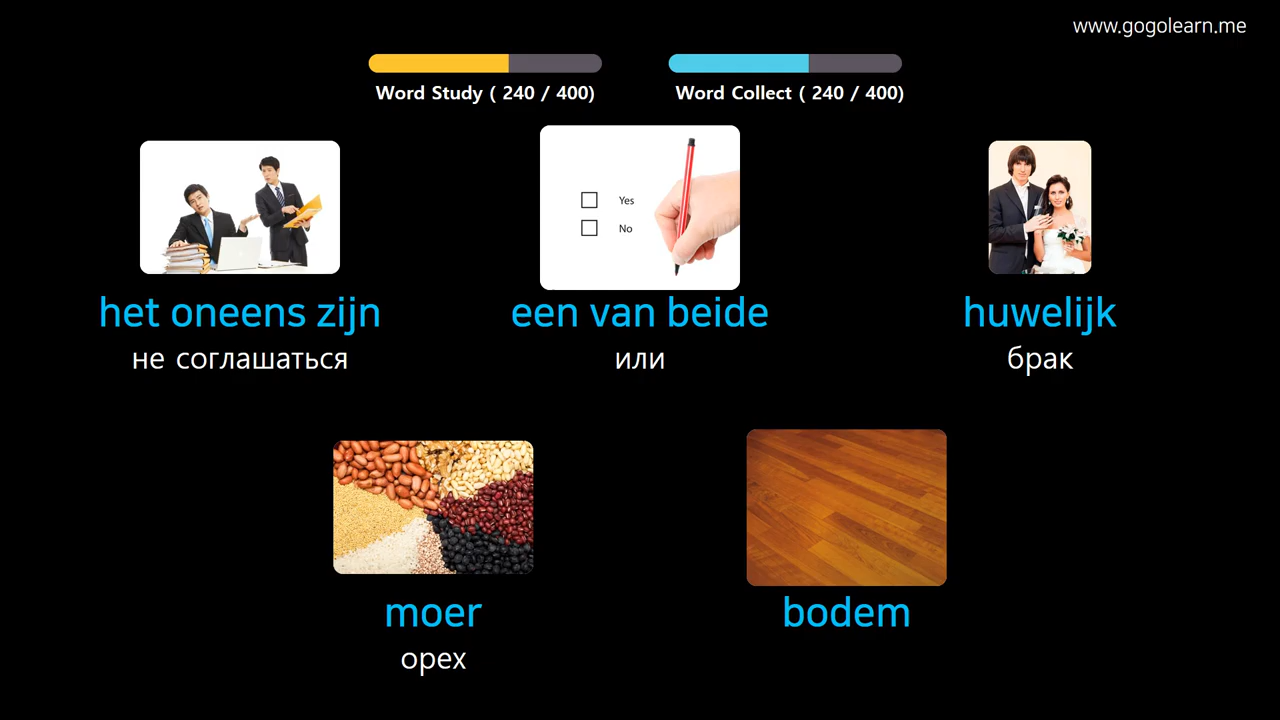 www.gogolearn.me
Word Study ( 240 / 400)
Word Collect ( 240 / 400)
Yes
No
het oneens zijn
een van beide
huwelijk
не соглашаться
или
брак
moer
bodem
орех